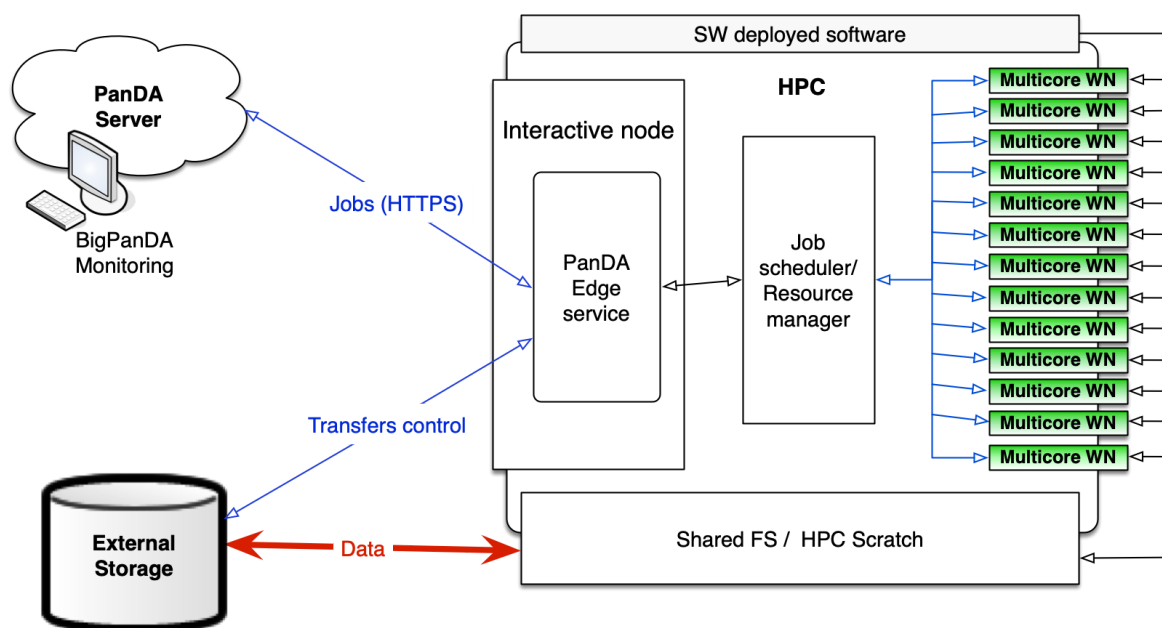 SW deployed software
PanDA
Server
BigPanDA
Monitoring
Jobs (HTTPS)
Transfers control
External
Storage
Data
HPC
Interactive node
PanDA
Edge
service
Job
scheduler/
Resource
manager
Multicore WN
Multicore WN
Multicore WN
Multicore WN
Multicore WN
Multicore WN
Multicore WN
Multicore WN
Multicore WN
Multicore WN
Multicore WN
Multicore WN
Multicore WN
Shared FS / HPC Scratch